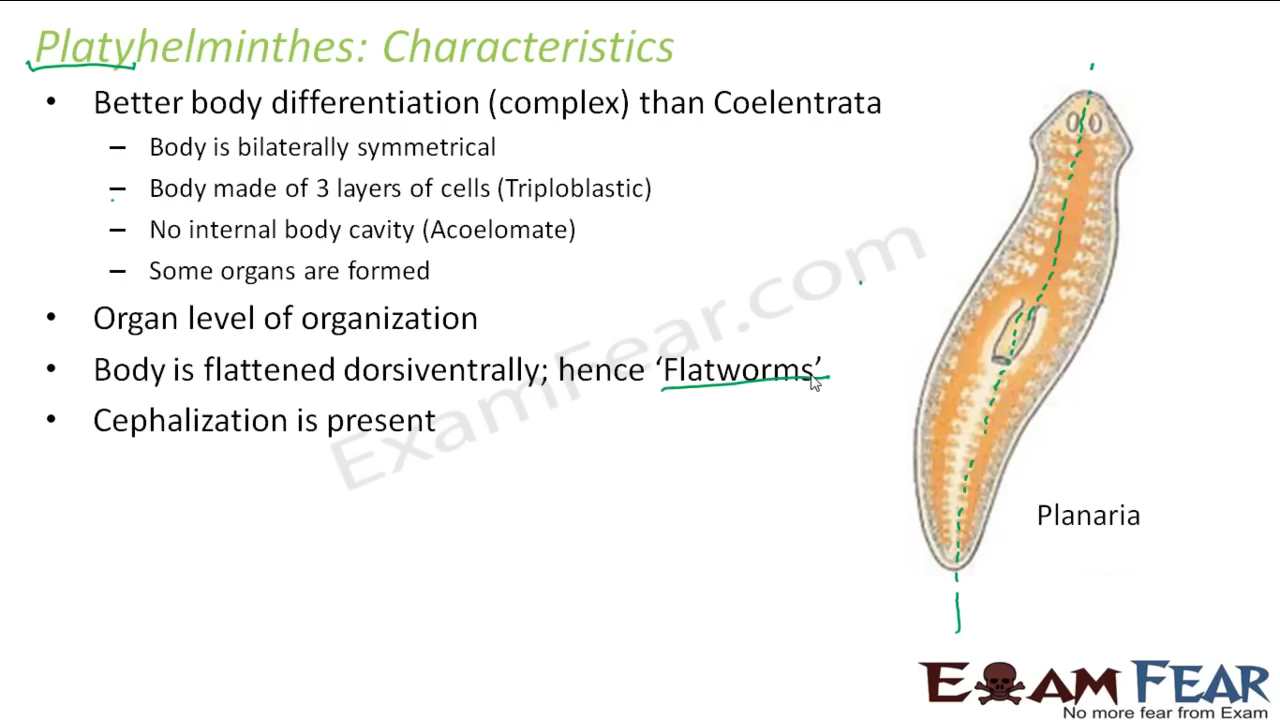 Platyhelminthes: Characteristics
• Better body differentiation (complex) than Coelentrata
– Body is bilaterally symmetrical
– Body made of 3 layers of cells (Triploblastic)
– No internal body cavity (Acoelomate)
– Some organs are formed
• Organ level of organization
• Body is flattened dorsiventrally; hence ‘Flatworms’
• Cephalization is present
ExamFear.com
Planaria
EXAM FEAR
No more fear from Exam